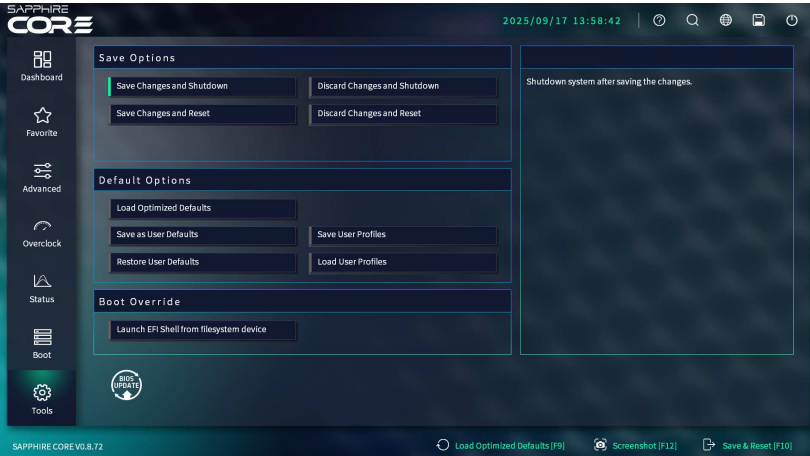 SAPPHIRE
CORE
2025/09/17 13:58:42
Dashboard
Favorite
Advanced
Overclock
Status
Boot
Tools
Save Options
Save Changes and Shutdown
Discard Changes and Shutdown
Save Changes and Reset
Discard Changes and Reset
Default Options
Load Optimized Defaults
Save as User Defaults
Save User Profiles
Restore User Defaults
Load User Profiles
Boot Override
Launch EFI Shell from filesystem device
BIOS
UPDATE
Shutdown system after saving the changes.
SAPPHIRE CORE V0.8.72
Load Optimized Defaults [F9]
Screenshot [F12]
Save & Reset [F10]